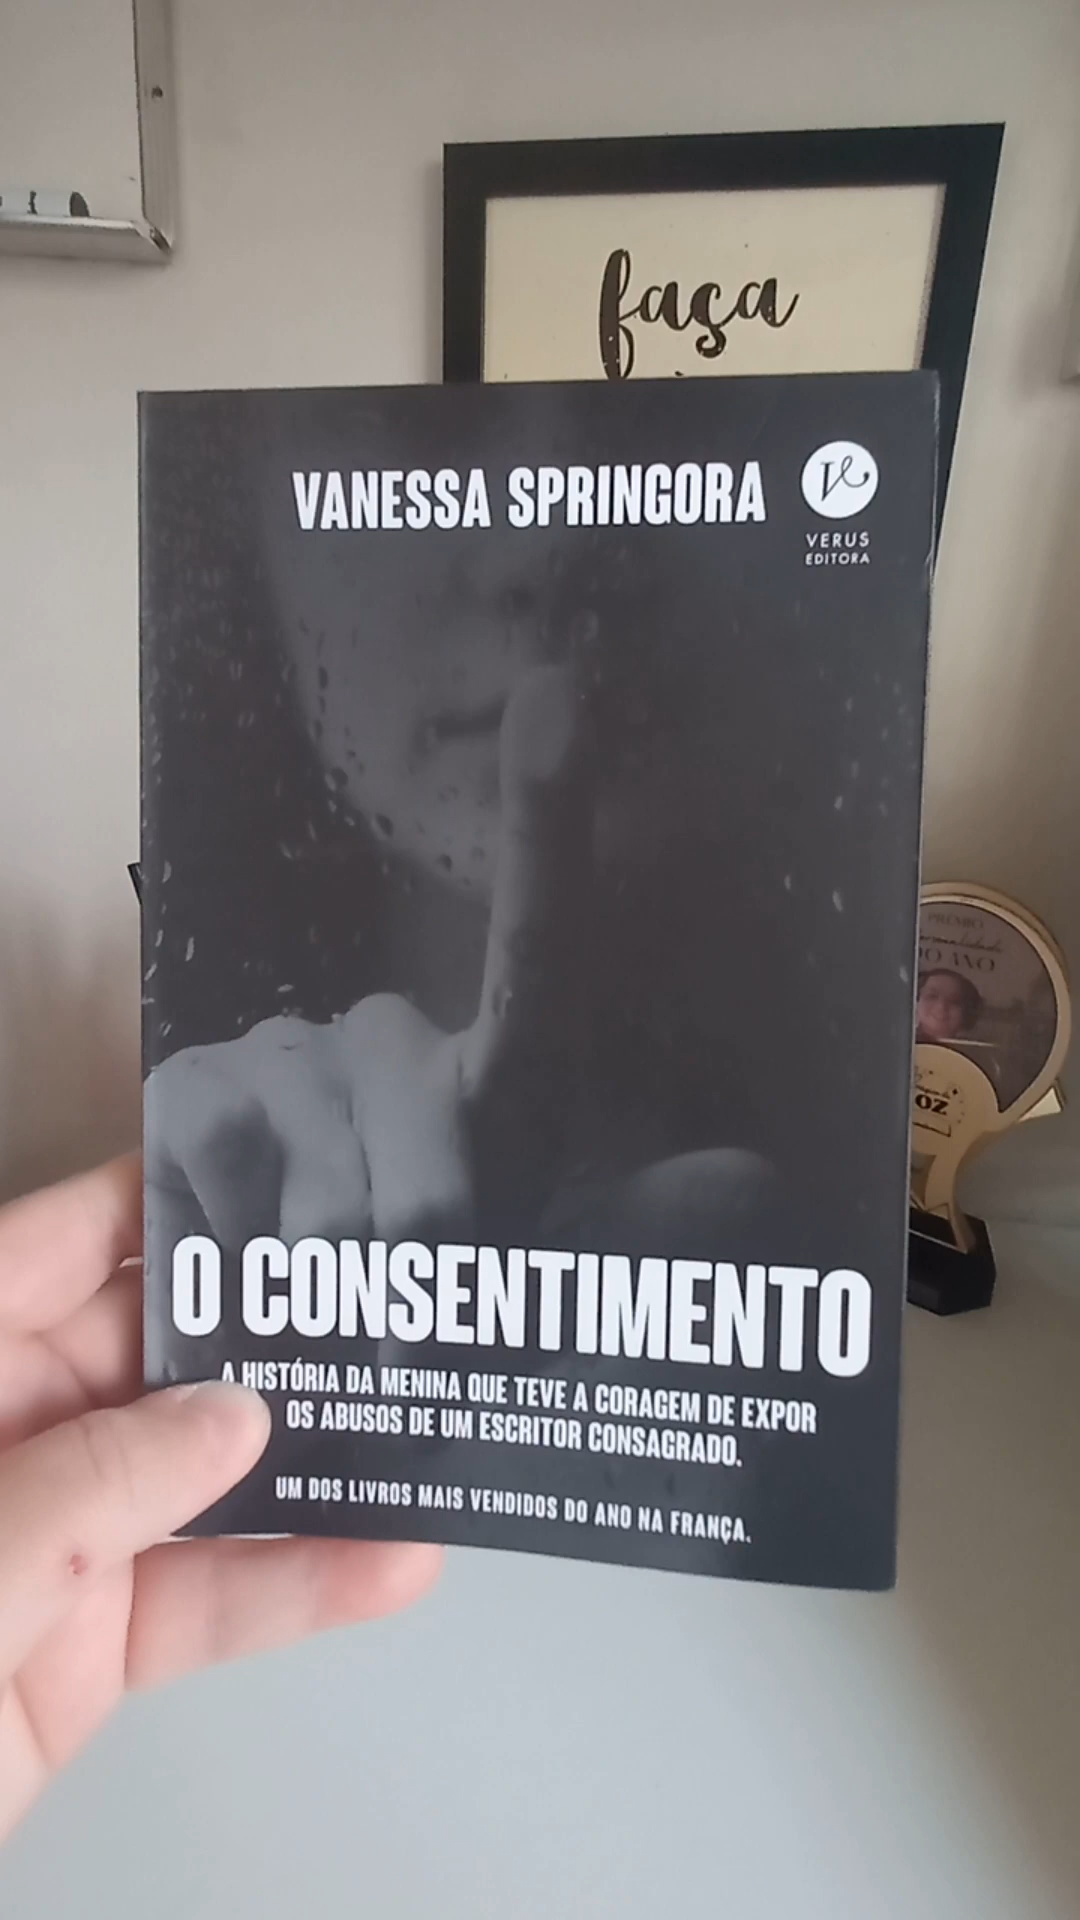 faça
VANESSA SPRINGORA
VERUS
EDITORA
PRÊMIO
DO ANO
OZ
O CONSENTIMENTO
A HISTÓRIA DA MENINA QUE TEVE A CORAGEM DE EXPOR
OS ABUSOS DE UM ESCRITOR CONSAGRADO.
UM DOS LIVROS MAIS VENDIDOS DO ANO NA FRANÇA.